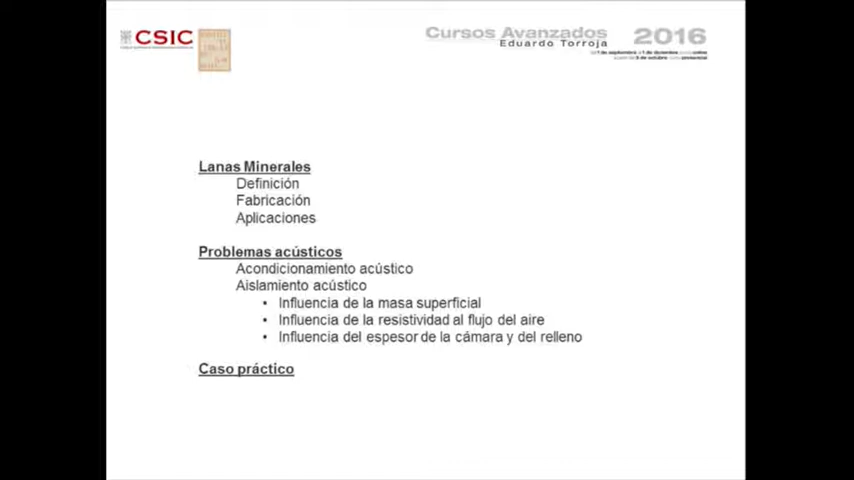 CSIC
Cursos Avanzados 2016
Eduardo Torroja
Lanas Minerales
Definición
Fabricación
Aplicaciones
Problemas acústicos
Acondicionamiento acústico
Aislamiento acústico
• Influencia de la masa superficial
• Influencia de la resistividad al flujo del aire
• Influencia del espesor de la cámara y del relleno
Caso práctico